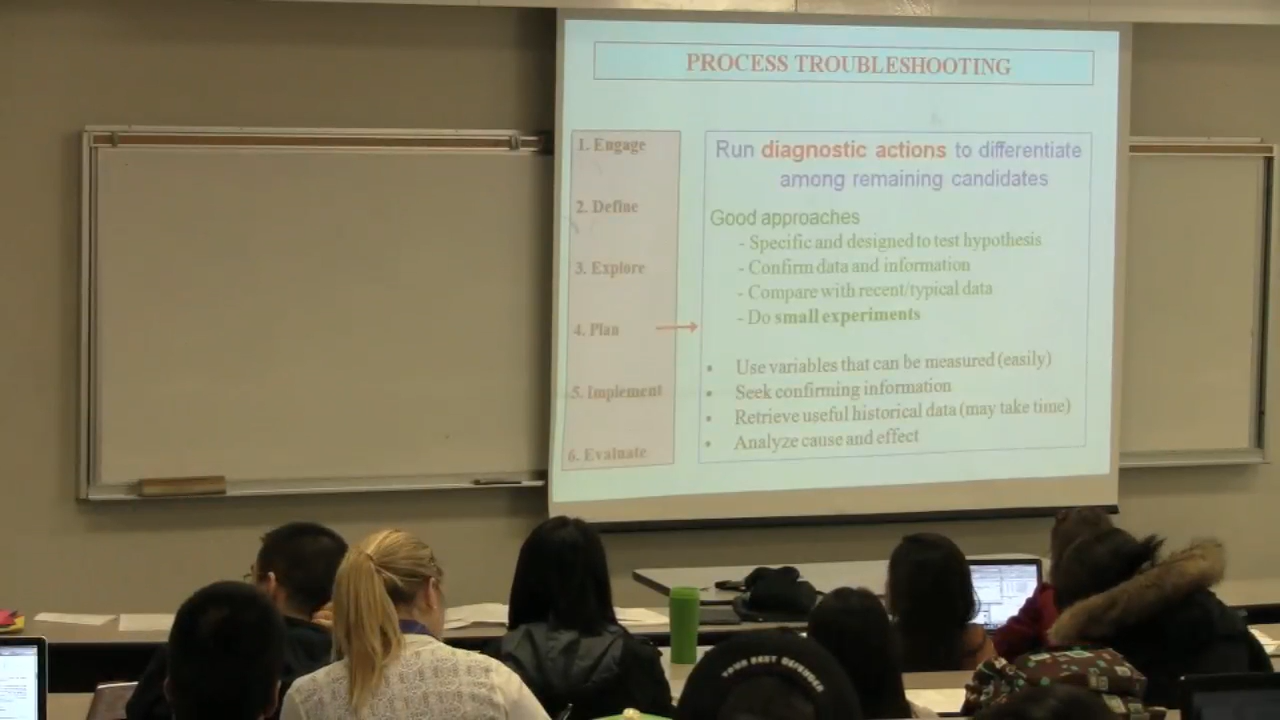 PROCESS TROUBLESHOOTING
1. Engage
2. Define
3. Explore
4. Plan
5. Implement
6. Evaluate
Run diagnostic actions to differentiate
among remaining candidates
Good approaches
- Specific and designed to test hypothesis
- Confirm data and information
- Compare with recent/typical data
- Do small experiments
• Use variables that can be measured (easily)
• Seek confirming information
• Retrieve useful historical data (may take time)
• Analyze cause and effect
YOUR BEST DEFENDER